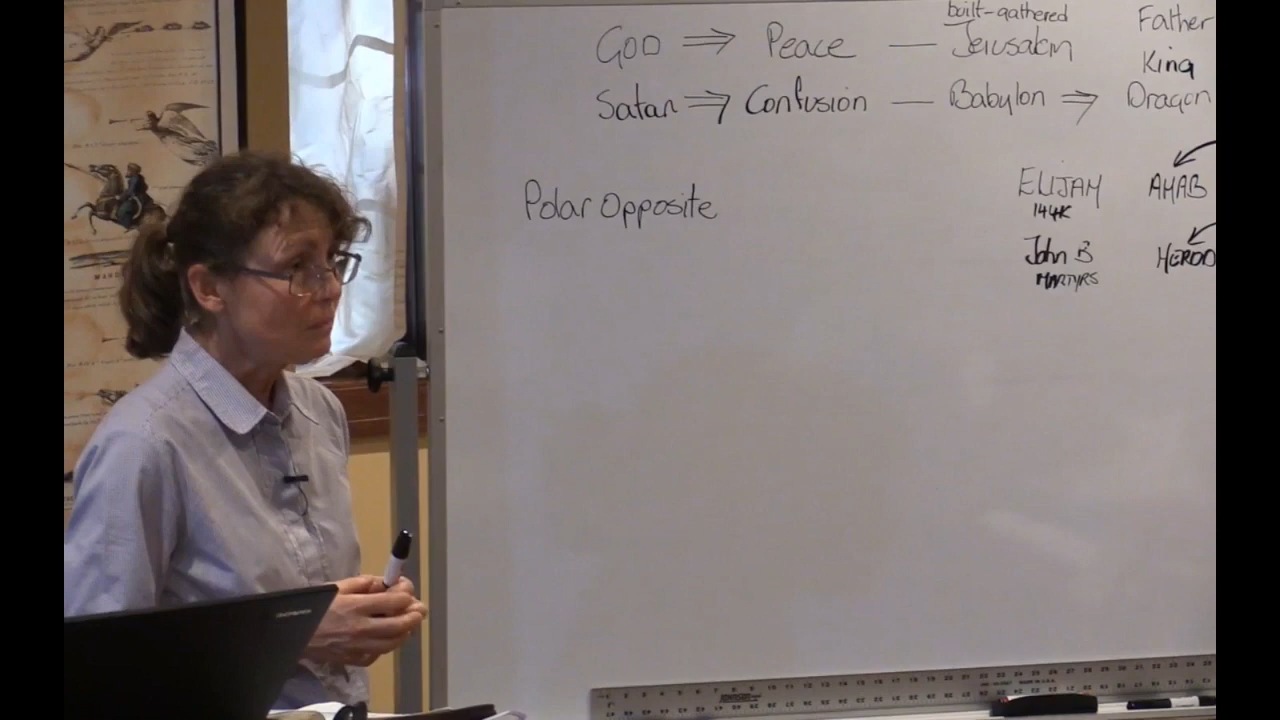 built-gathered
GOD ⇒ Peace — Jerusalem Father
King
Satan ⇒ Confusion — Babylon ⇒ Dragon
Polar Opposite
ELIJAH AHAB
144K
John B HEROD
MARTYRS